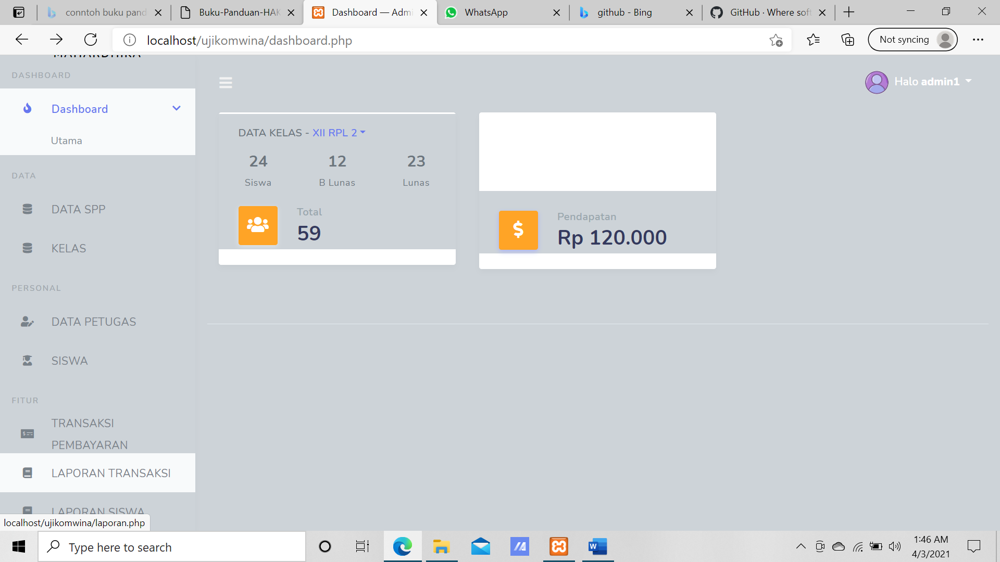 conntoh buku pand
Buku-Panduan-HAK
Dashboard — Admi
WhatsApp
github - Bing
GitHub · Where soft
localhost/ujikomwina/dashboard.php
Not syncing
MAHARDHIKA
DASHBOARD
Dashboard
Utama
DATA
DATA SPP
KELAS
PERSONAL
DATA PETUGAS
SISWA
FITUR
TRANSAKSI
PEMBAYARAN
LAPORAN TRANSAKSI
LAPORAN SISWA
localhost/ujikomwina/laporan.php
Halo admin1
DATA KELAS - XII RPL 2
24 12 23
Siswa B Lunas Lunas
Total
59
Pendapatan
Rp 120.000
Type here to search
1:46 AM
4/3/2021